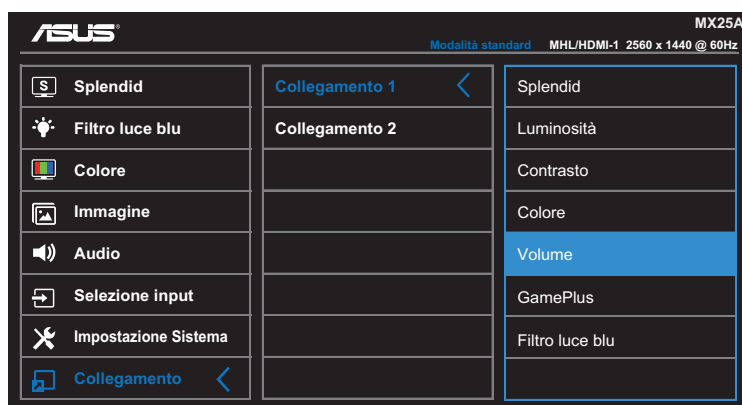 ASUS
MX25A
Modalità standard MHL/HDMI-1 2560 x 1440 @ 60Hz
S Splendid
Filtro luce blu
Colore
Immagine
Audio
Selezione input
Impostazione Sistema
Collegamento
Collegamento 1
Collegamento 2
Splendid
Luminosità
Contrasto
Colore
Volume
GamePlus
Filtro luce blu